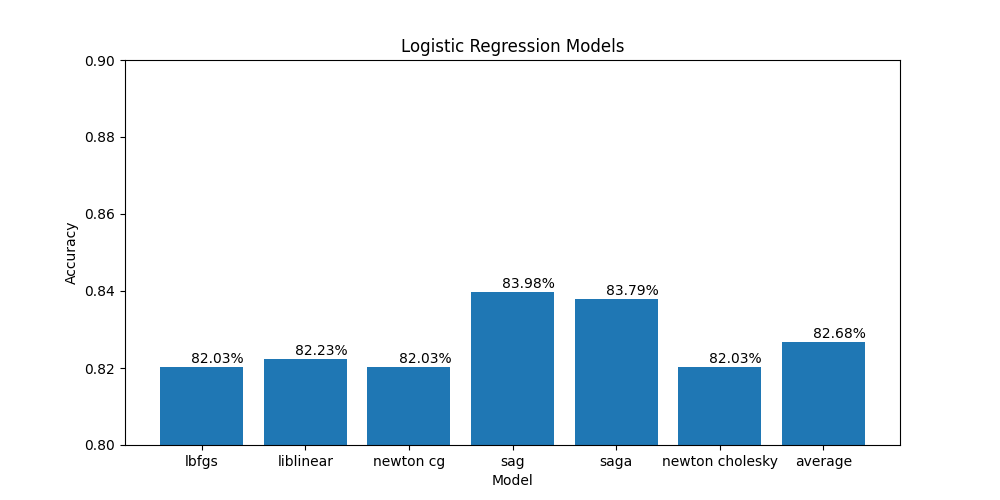 Logistic Regression Models
0.90
0.88
0.86
0.84
0.82
0.80
Accuracy
82.03%
82.23%
82.03%
83.98%
83.79%
82.03%
82.68%
lbfgs
liblinear
newton cg
sag
saga
newton cholesky
average
Model